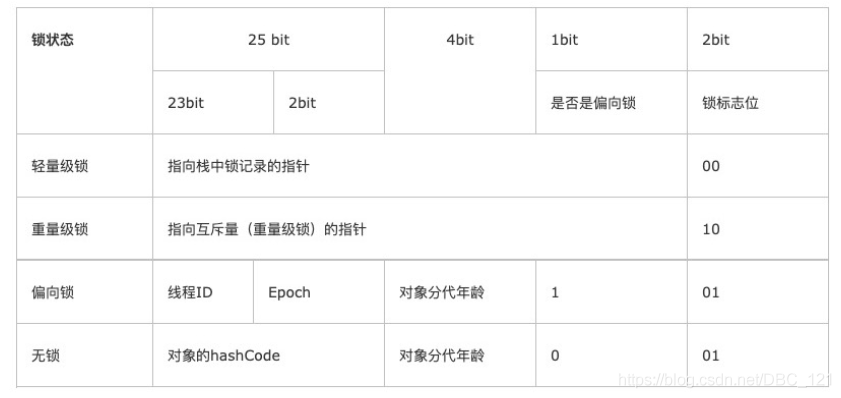 锁状态 25 bit 4bit 1bit 2bit
23bit 2bit 是否是偏向锁 锁标志位
轻量级锁 指向栈中锁记录的指针 00
重量级锁 指向互斥量（重量级锁）的指针 10
偏向锁 线程ID Epoch 对象分代年龄 1 01
无锁 对象的hashCode 对象分代年龄 0 01
https://blog.csdn.net/DBC_121